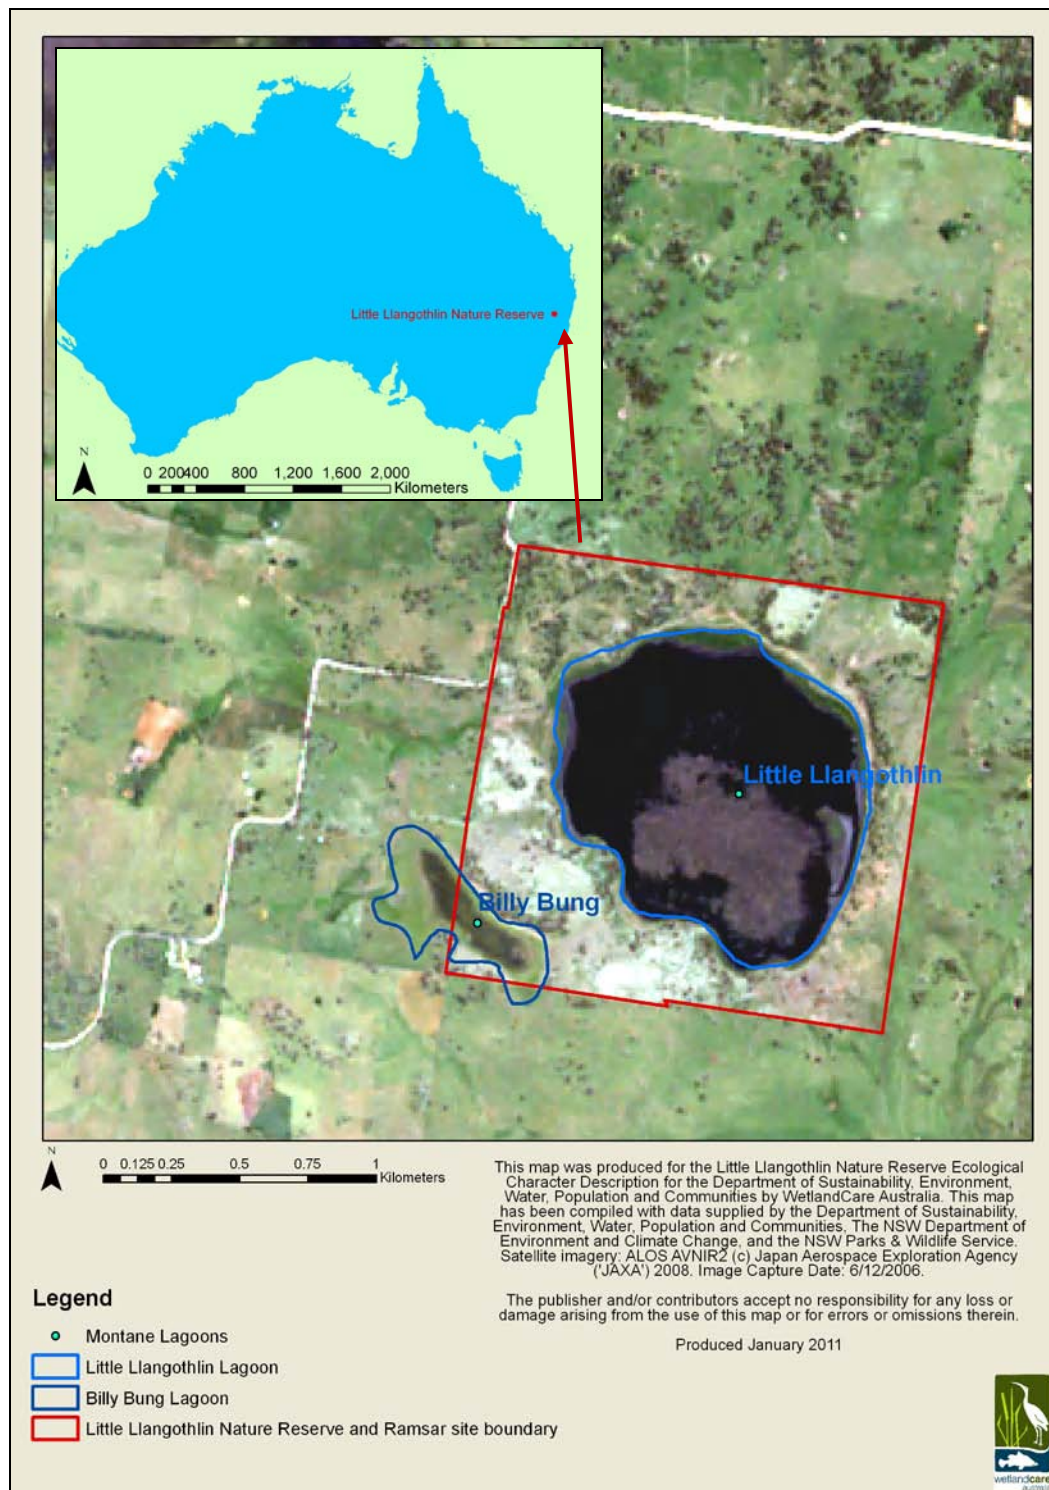 Little Llangothlin Nature Reserve
N
0 200400 800 1,200 1,600 2,000
Kilometers
Little Llangothlin
Billy Bung
N
0 0.125 0.25 0.5 0.75 1
Kilometers
This map was produced for the Little Llangothlin Nature Reserve Ecological
Character Description for the Department of Sustainability, Environment,
Water, Population and Communities by WetlandCare Australia. This map
has been compiled with data supplied by the Department of Sustainability,
Environment, Water, Population and Communities, The NSW Department of
Environment and Climate Change, and the NSW Parks & Wildlife Service.
Satellite imagery: ALOS AVNIR2 (c) Japan Aerospace Exploration Agency
('JAXA') 2008. Image Capture Date: 6/12/2006.
The publisher and/or contributors accept no responsibility for any loss or
damage arising from the use of this map or for errors or omissions therein.
Produced January 2011
Legend
Montane Lagoons
Little Llangothlin Lagoon
Billy Bung Lagoon
Little Llangothlin Nature Reserve and Ramsar site boundary
wetlandcare
australia